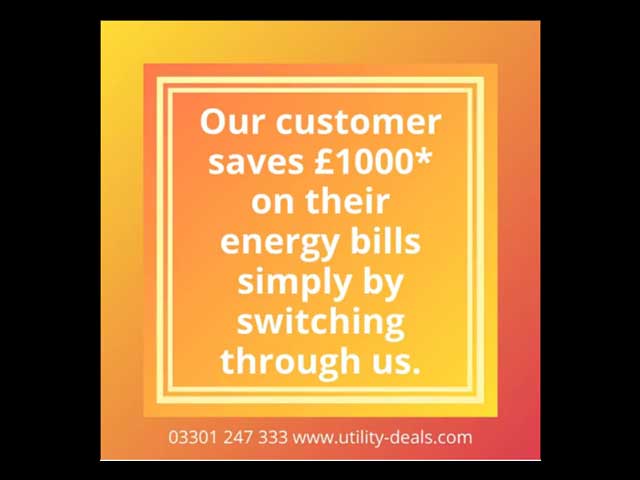 Our customer
saves £1000*
on their
energy bills
simply by
switching
through us.
03301 247 333 www.utility-deals.com